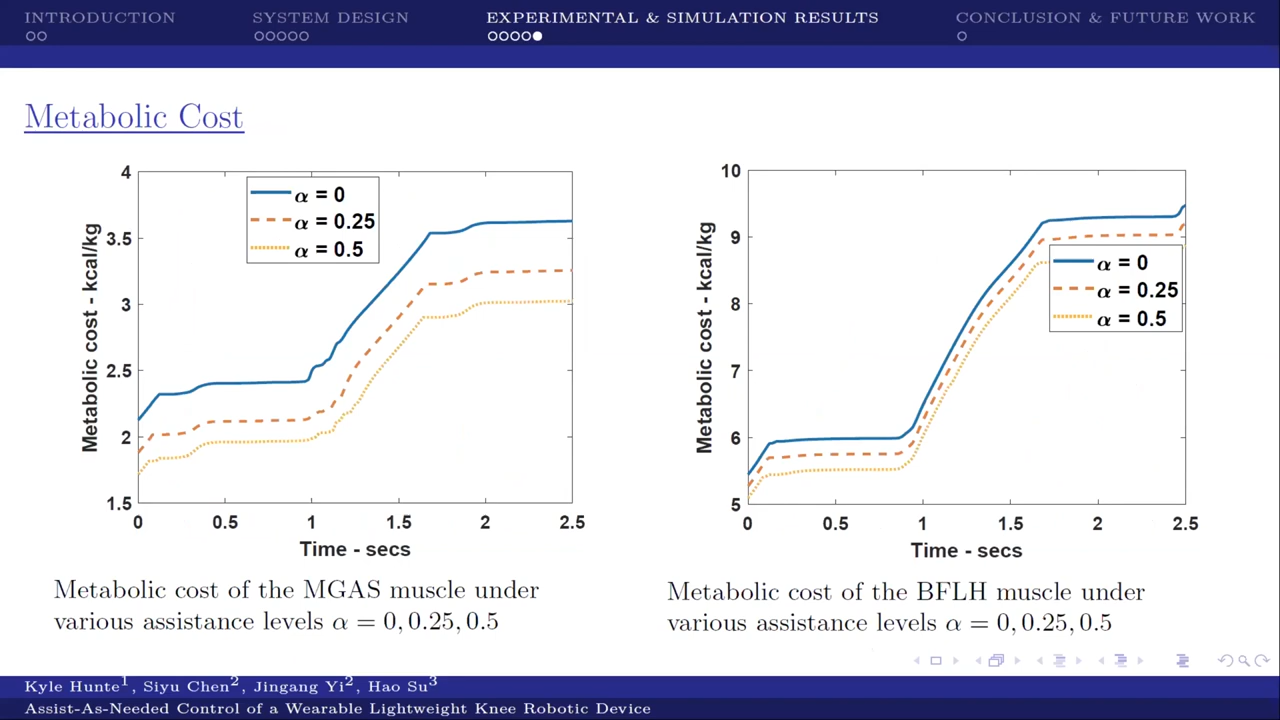 INTRODUCTION
SYSTEM DESIGN
EXPERIMENTAL & SIMULATION RESULTS
CONCLUSION & FUTURE WORK
Metabolic Cost
4
3.5
3
2.5
2
1.5
Metabolic cost - kcal/kg
α = 0
α = 0.25
α = 0.5
0 0.5 1 1.5 2 2.5
Time - secs
Metabolic cost of the MGAS muscle under
various assistance levels α = 0, 0.25, 0.5
10
9
8
7
6
5
Metabolic cost - kcal/kg
α = 0
α = 0.25
α = 0.5
0 0.5 1 1.5 2 2.5
Time - secs
Metabolic cost of the BFLH muscle under
various assistance levels α = 0, 0.25, 0.5
Kyle Hunte¹, Siyu Chen², Jingang Yi², Hao Su³
Assist-As-Needed Control of a Wearable Lightweight Knee Robotic Device